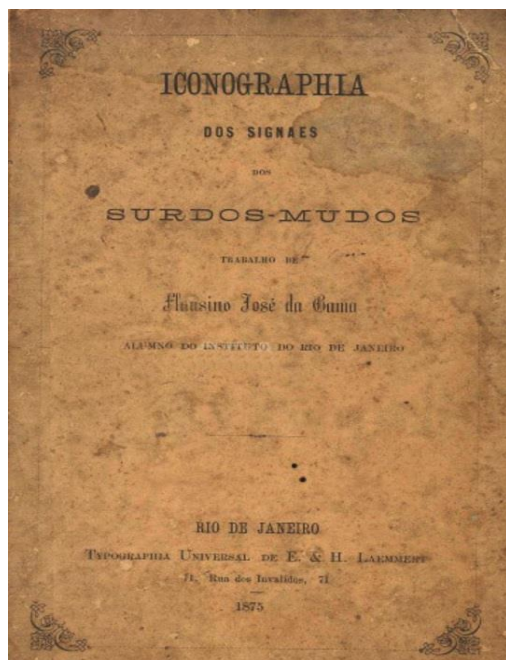 ICONOGRAPHIA
DOS SIGNAES
DOS
SURDOS-MUDOS
TRABALHO DE
Flausino José da Gama
ALUMNO DO INSTITUTO DO RIO DE JANEIRO
RIO DE JANEIRO
TYPOGRAPHIA UNIVERSAL DE E. & H. LAEMMERT
71, Rua dos Invalidos, 71
1875